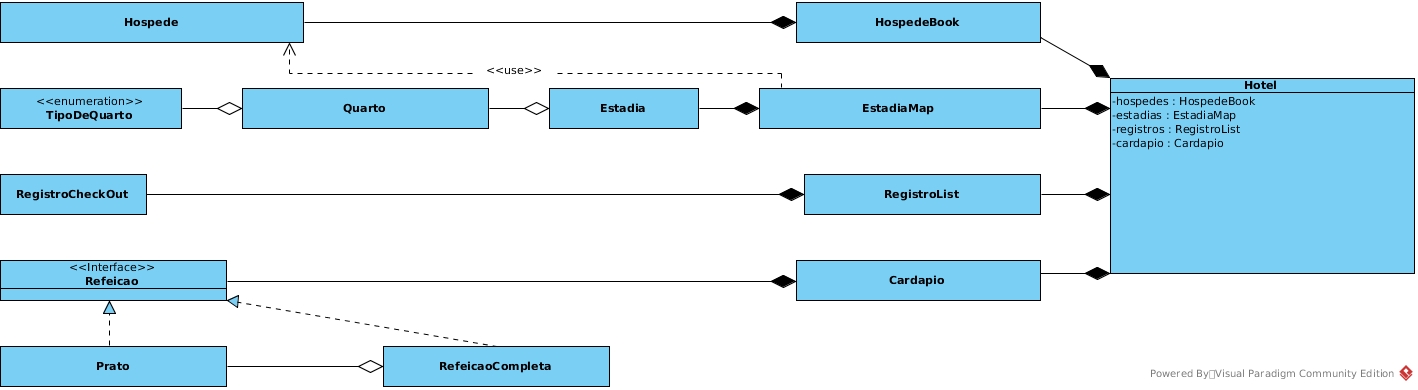 Hospede
HospedeBook
<<use>>
Hotel
-hospedes : HospedeBook
-estadias : EstadiaMap
-registros : RegistroList
-cardapio : Cardapio
<<enumeration>>
TipoDeQuarto
Quarto
Estadia
EstadiaMap
RegistroCheckOut
RegistroList
<<Interface>>
Refeicao
Cardapio
Prato
RefeicaoCompleta
Powered By Visual Paradigm Community Edition